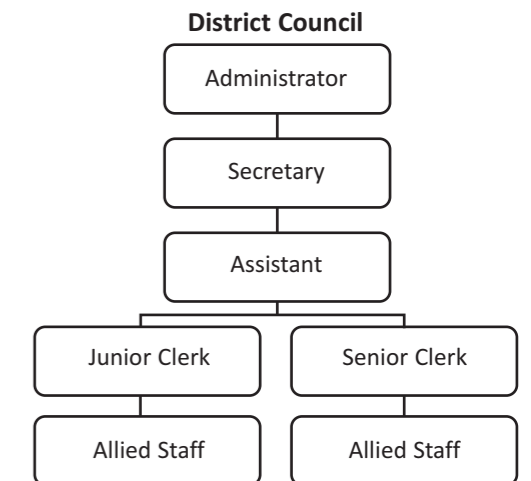 District Council
Administrator
Secretary
Assistant
Junior Clerk
Senior Clerk
Allied Staff
Allied Staff